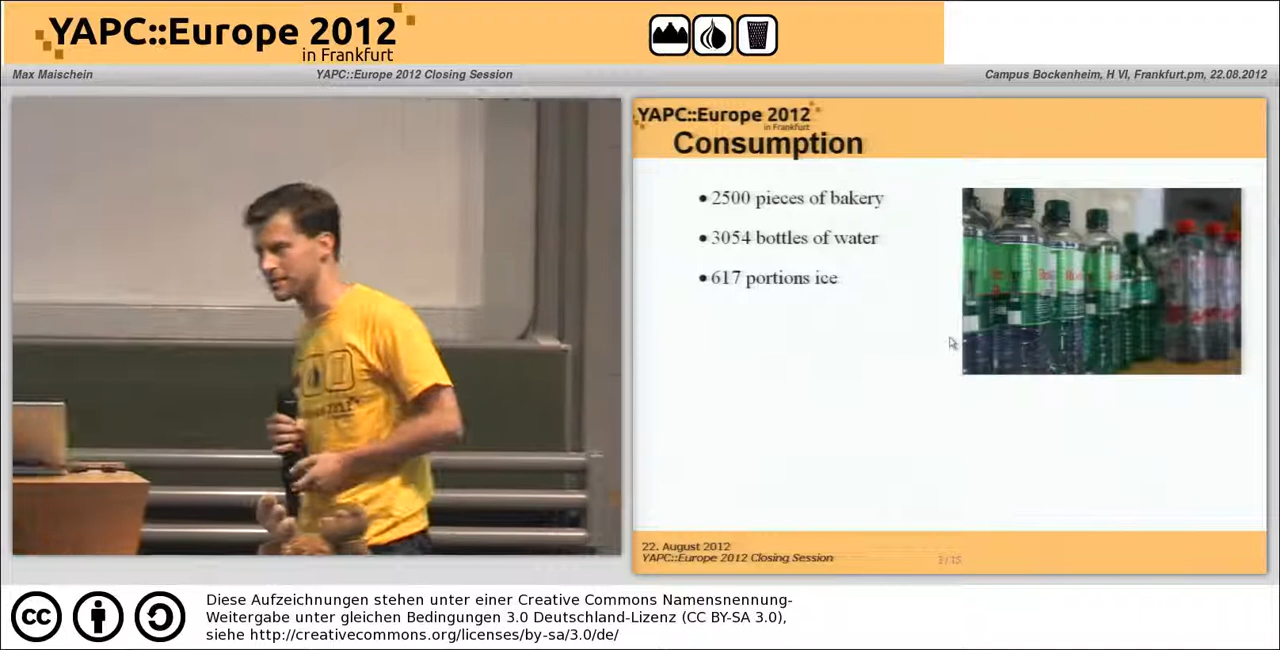 YAPC::Europe 2012
in Frankfurt
Max Maischein
YAPC::Europe 2012 Closing Session
Campus Bockenheim, H VI, Frankfurt.pm, 22.08.2012
YAPC::Europe 2012
in Frankfurt
Consumption
• 2500 pieces of bakery
• 3054 bottles of water
• 617 portions ice
22. August 2012
YAPC::Europe 2012 Closing Session
3 / 15
cc
Diese Aufzeichnungen stehen unter einer Creative Commons Namensnennung-
Weitergabe unter gleichen Bedingungen 3.0 Deutschland-Lizenz (CC BY-SA 3.0),
siehe http://creativecommons.org/licenses/by-sa/3.0/de/